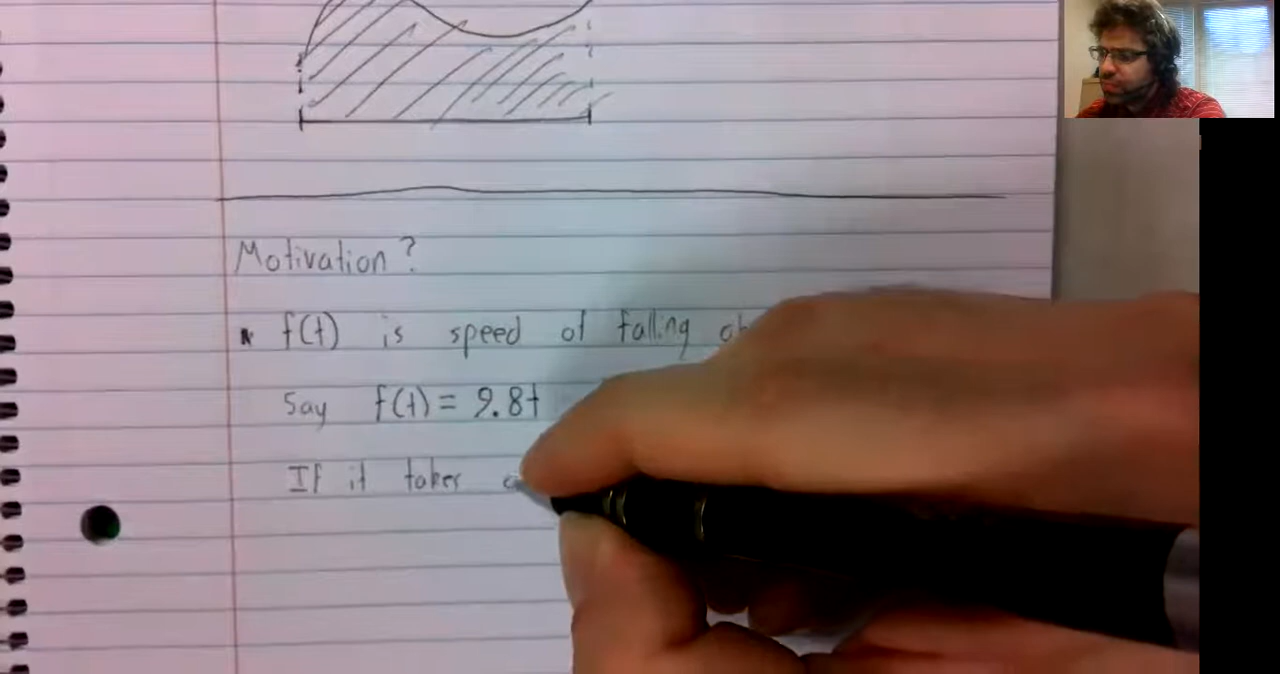 Motivation?
f(t) is speed of falling
Say f(t) = 9.8t
If it takes